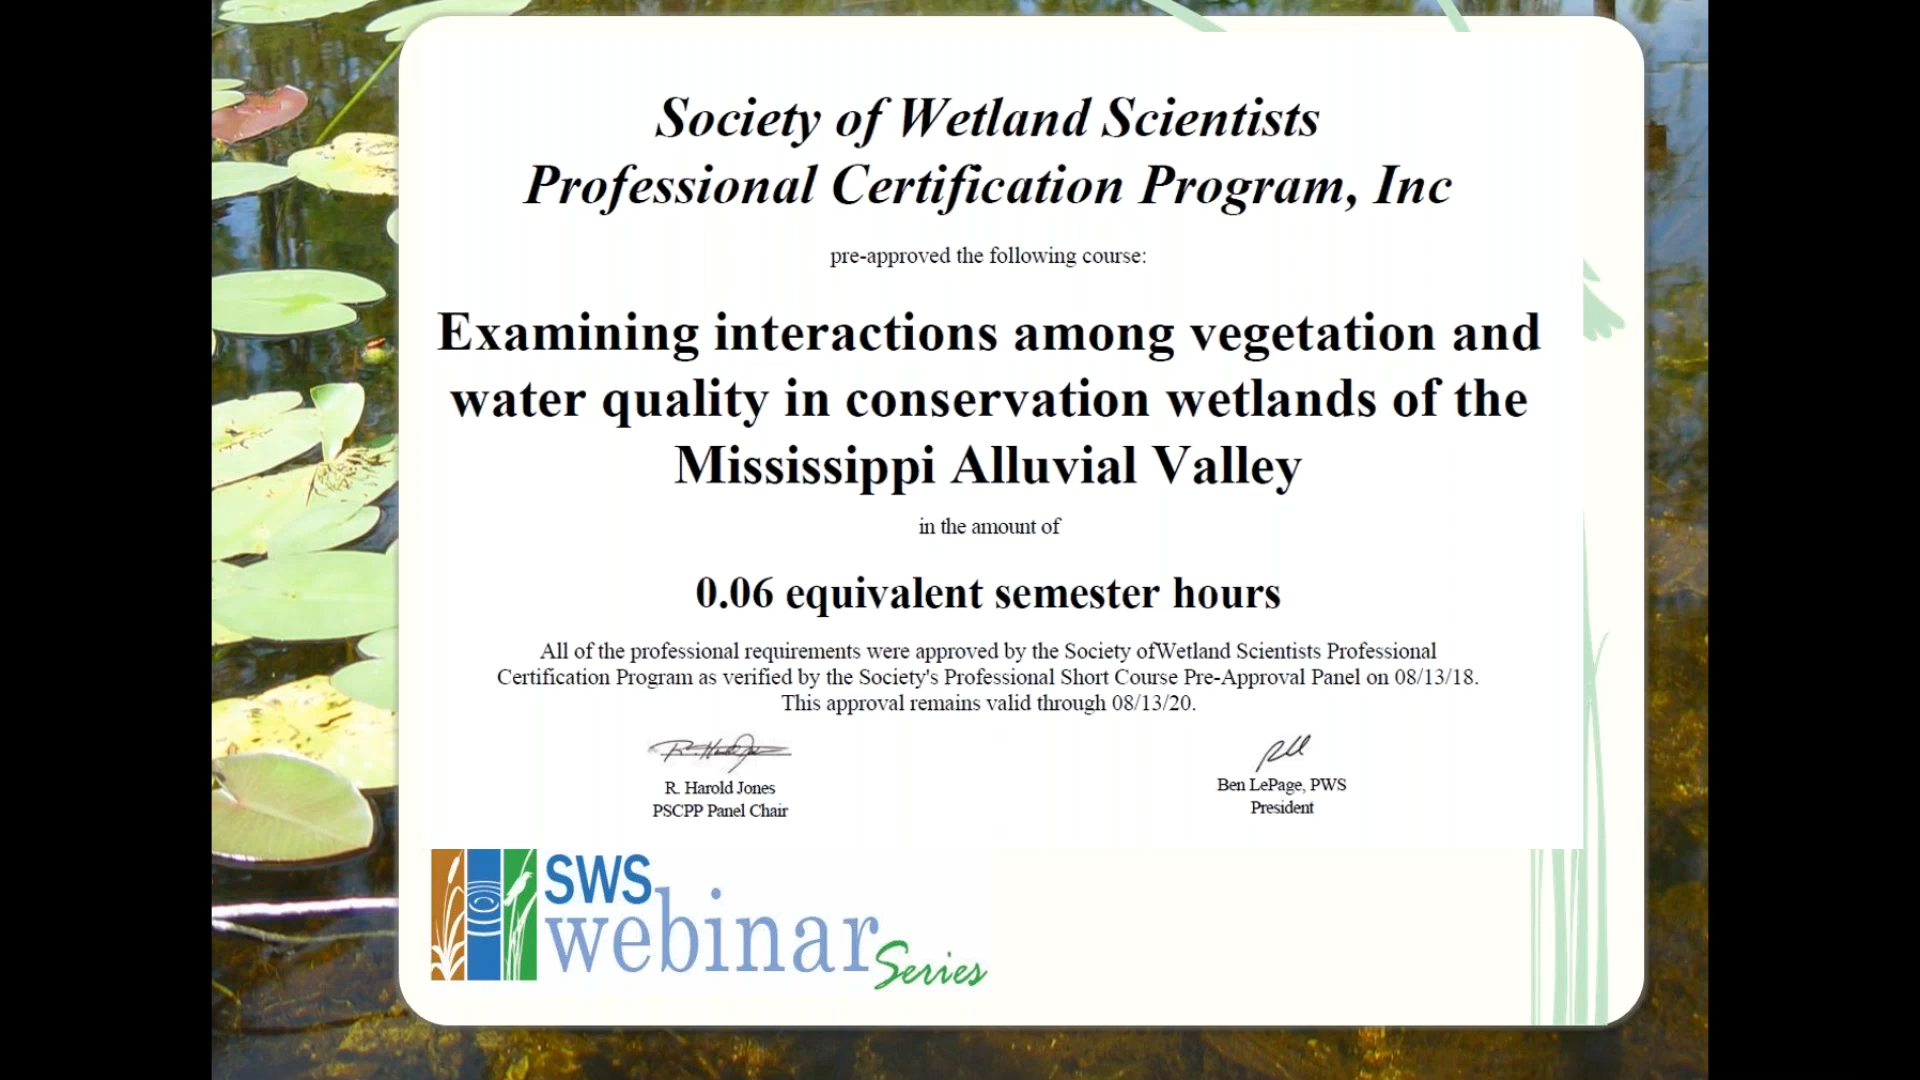 Society of Wetland Scientists
Professional Certification Program, Inc
pre-approved the following course:
Examining interactions among vegetation and
water quality in conservation wetlands of the
Mississippi Alluvial Valley
in the amount of
0.06 equivalent semester hours
All of the professional requirements were approved by the Society ofWetland Scientists Professional
Certification Program as verified by the Society's Professional Short Course Pre-Approval Panel on 08/13/18.
This approval remains valid through 08/13/20.
R. Harold Jones
PSCPP Panel Chair
Ben LePage, PWS
President
SWS
webinar
Series